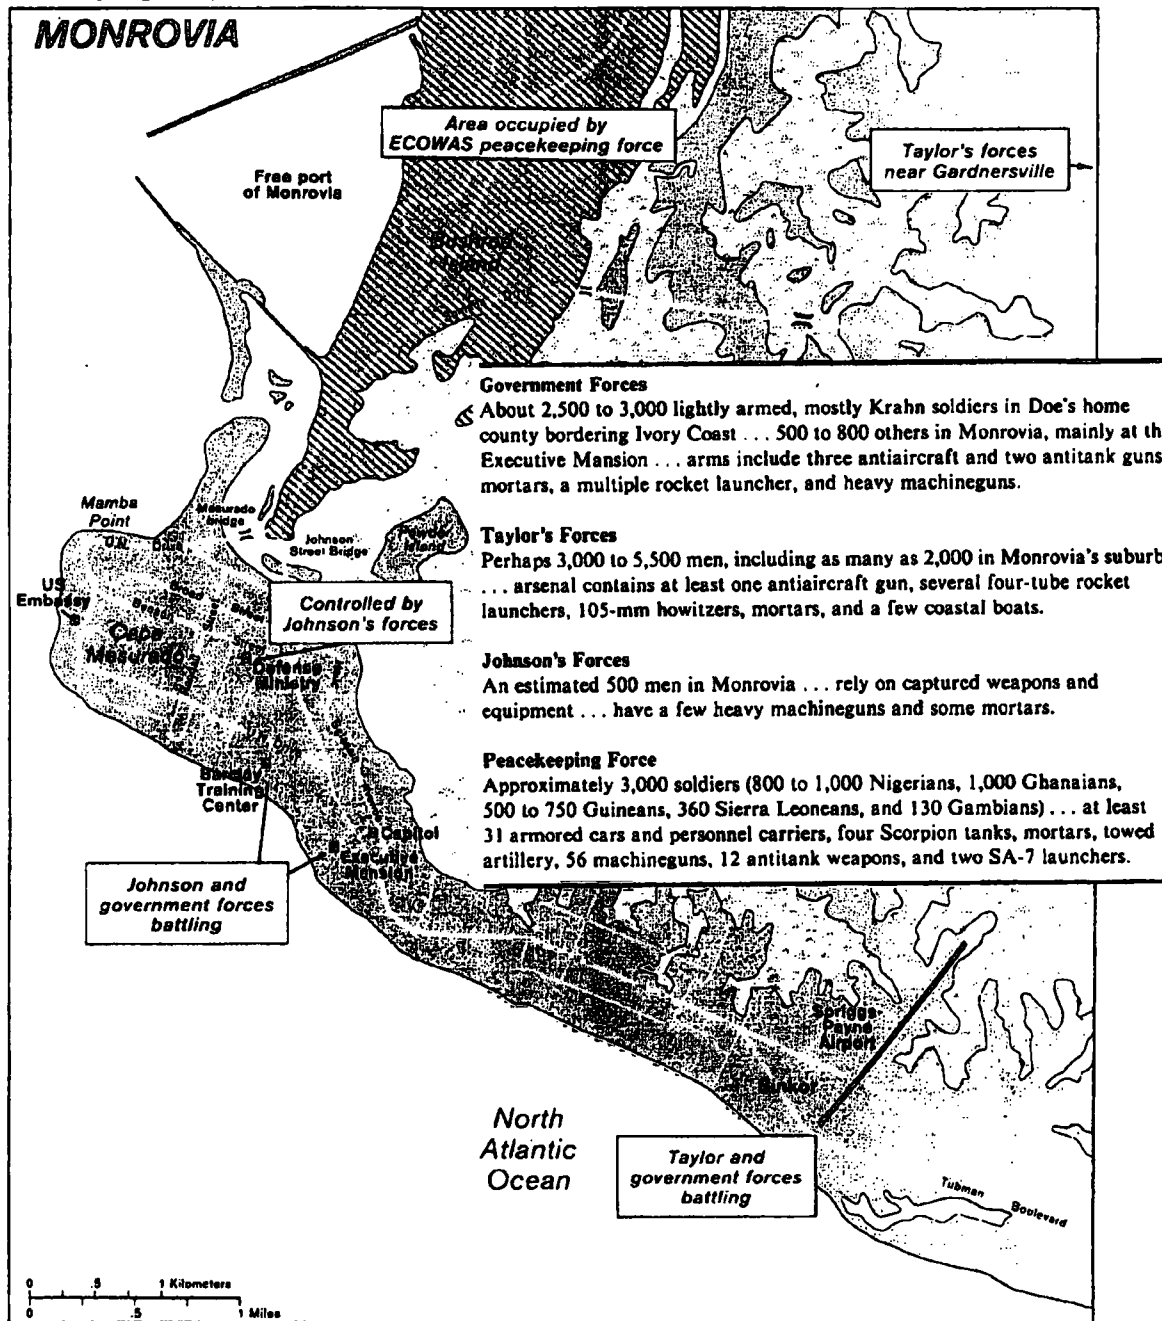 MONROVIA
Area occupied by
ECOWAS peacekeeping force
Taylor's forces
near Gardnersville
Free port
of Monrovia
Bushrod
Island
Government Forces
About 2,500 to 3,000 lightly armed, mostly Krahn soldiers in Doe's home
county bordering Ivory Coast ... 500 to 800 others in Monrovia, mainly at th
Executive Mansion ... arms include three antiaircraft and two antitank guns
mortars, a multiple rocket launcher, and heavy machineguns.
Taylor's Forces
Perhaps 3,000 to 5,500 men, including as many as 2,000 in Monrovia's suburb
... arsenal contains at least one antiaircraft gun, several four-tube rocket
launchers, 105-mm howitzers, mortars, and a few coastal boats.
Johnson's Forces
An estimated 500 men in Monrovia ... rely on captured weapons and
equipment ... have a few heavy machineguns and some mortars.
Peacekeeping Force
Approximately 3,000 soldiers (800 to 1,000 Nigerians, 1,000 Ghanaians,
500 to 750 Guineans, 360 Sierra Leoneans, and 130 Gambians) ... at least
31 armored cars and personnel carriers, four Scorpion tanks, mortars, towed
artillery, 56 machineguns, 12 antitank weapons, and two SA-7 launchers.
Mamba
Point
Mesurado
bridge
Johnson
Street Bridge
Island
U.N.
US
Embassy
Broad
Street
Controlled by
Johnson's forces
Cape
Mesurado
Defense
Ministry
Barclay
Training
Center
Capitol
Executive
Mansion
Johnson and
government forces
battling
Spriggs-
Payne
Airport
Sinkor
North
Atlantic
Ocean
Taylor and
government forces
battling
Tubman
Boulevard
0 .5 1 Kilometers
0 .5 1 Miles